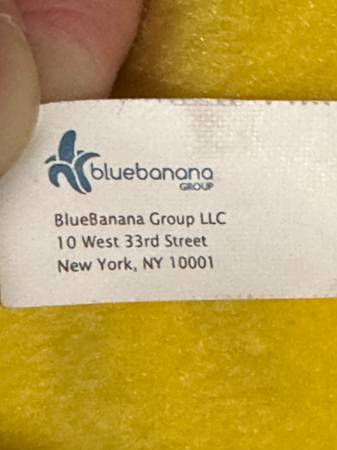 bluebanana
GROUP
BlueBanana Group LLC
10 West 33rd Street
New York, NY 10001